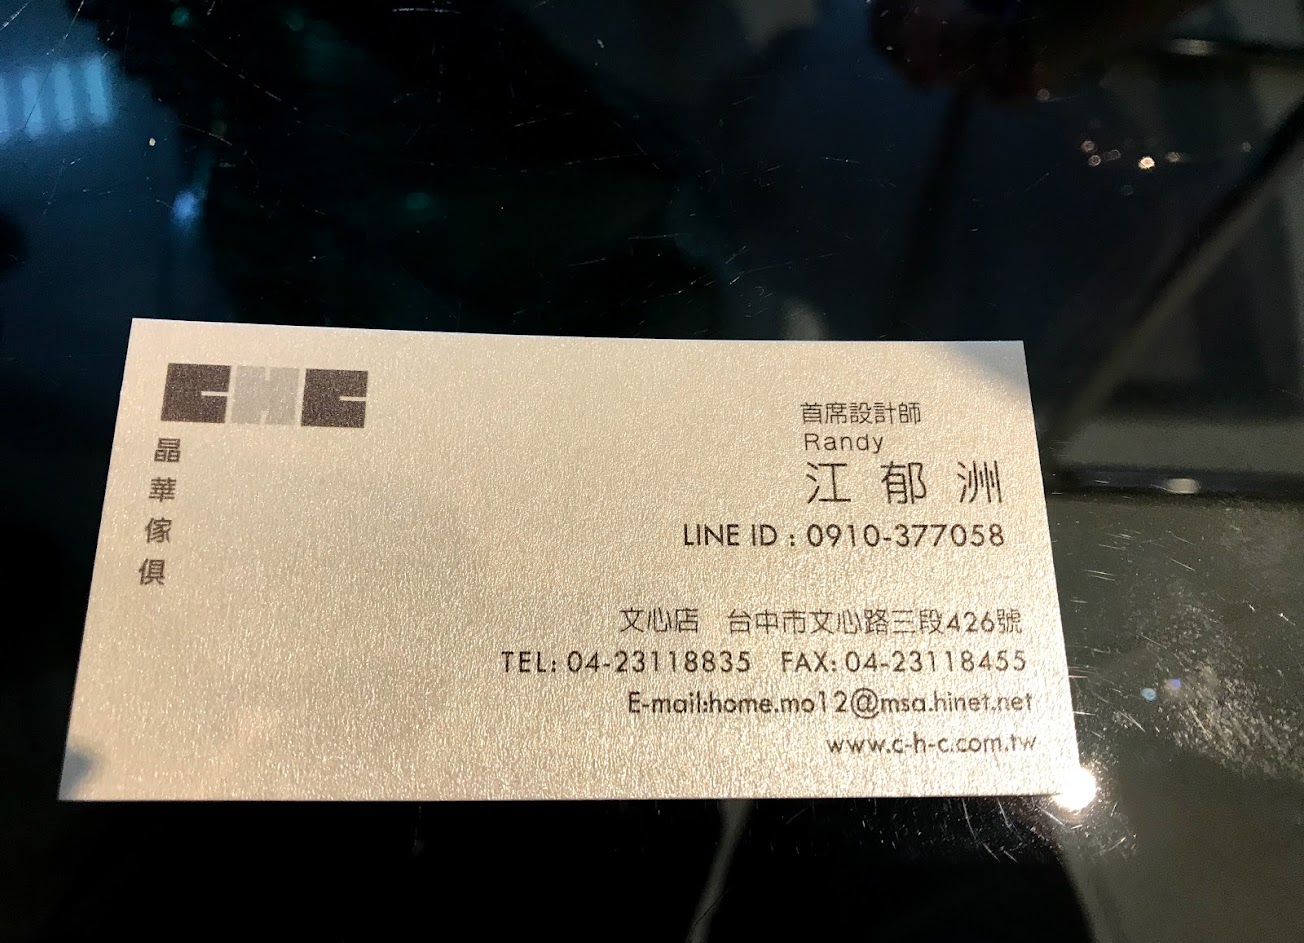 CHC
晶華傢俱
首席設計師
Randy
江郁洲
LINE ID : 0910-377058
文心店 台中市文心路三段426號
TEL: 04-23118835 FAX: 04-23118455
E-mail:home.mo12@msa.hinet.net
www.c-h-c.com.tw